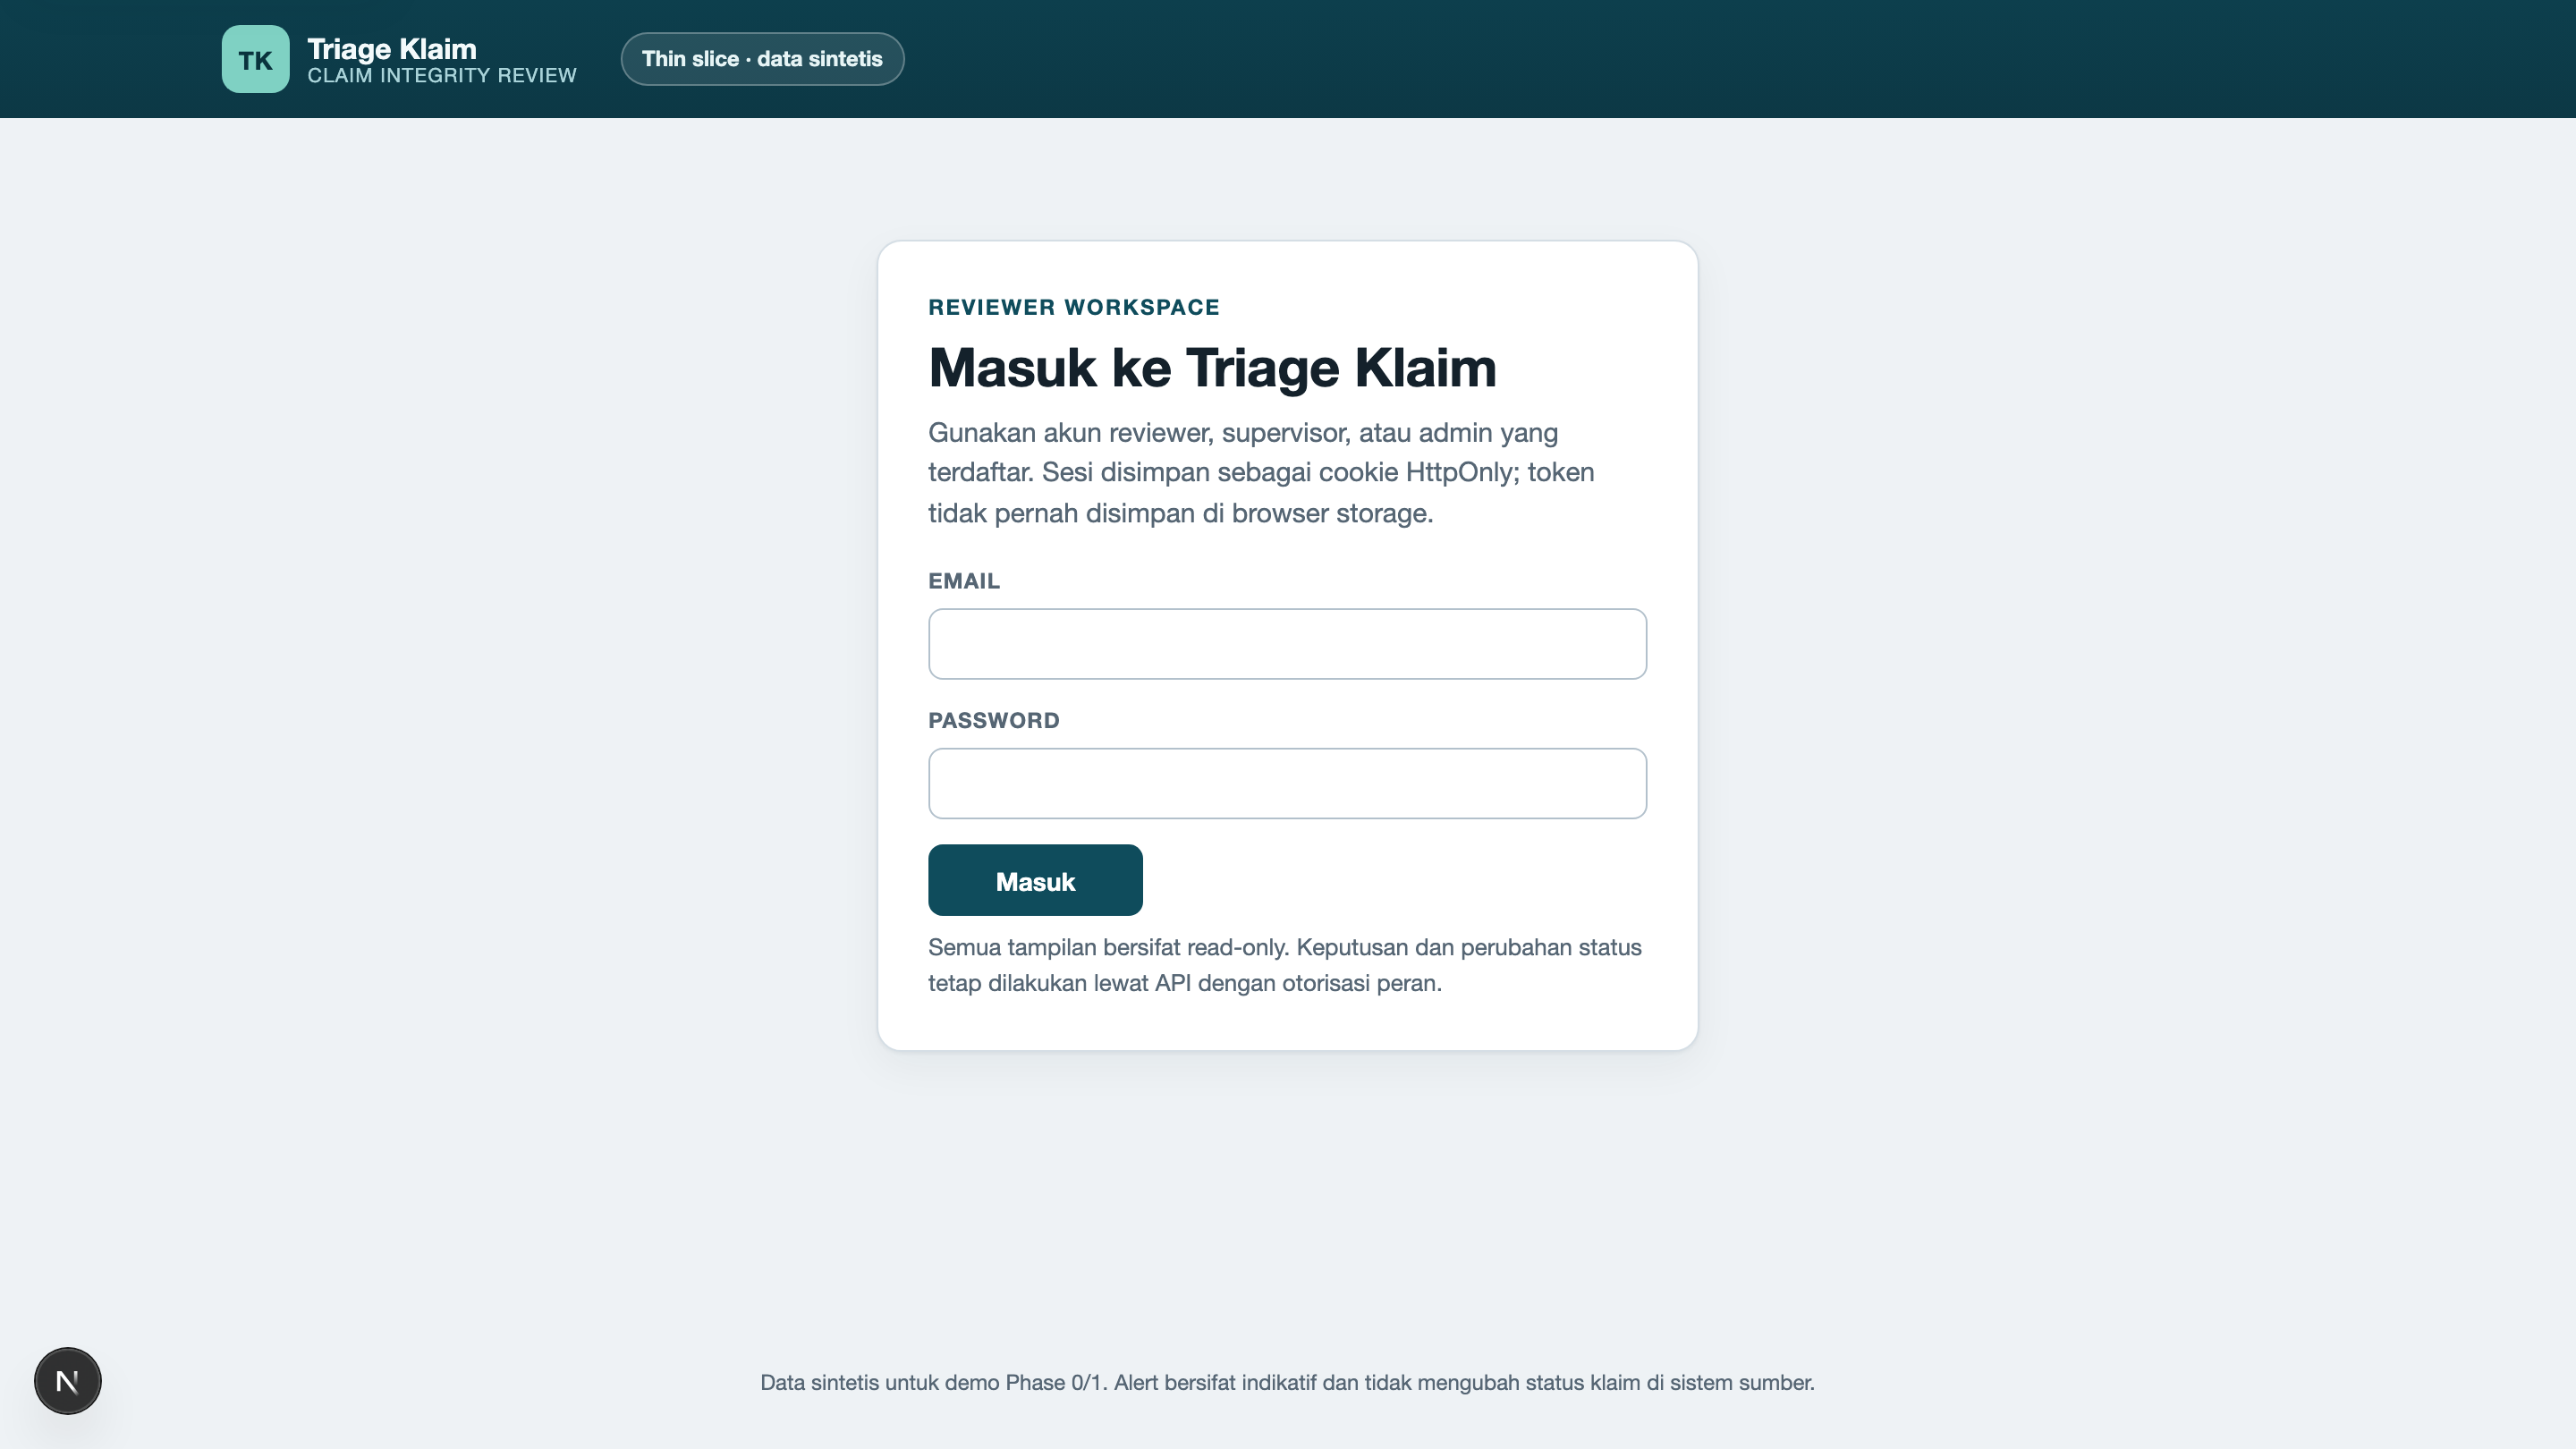 TK
Triage Klaim
CLAIM INTEGRITY REVIEW
Thin slice · data sintetis
REVIEWER WORKSPACE
Masuk ke Triage Klaim
Gunakan akun reviewer, supervisor, atau admin yang
terdaftar. Sesi disimpan sebagai cookie HttpOnly; token
tidak pernah disimpan di browser storage.
EMAIL
PASSWORD
Masuk
Semua tampilan bersifat read-only. Keputusan dan perubahan status
tetap dilakukan lewat API dengan otorisasi peran.
N
Data sintetis untuk demo Phase 0/1. Alert bersifat indikatif dan tidak mengubah status klaim di sistem sumber.